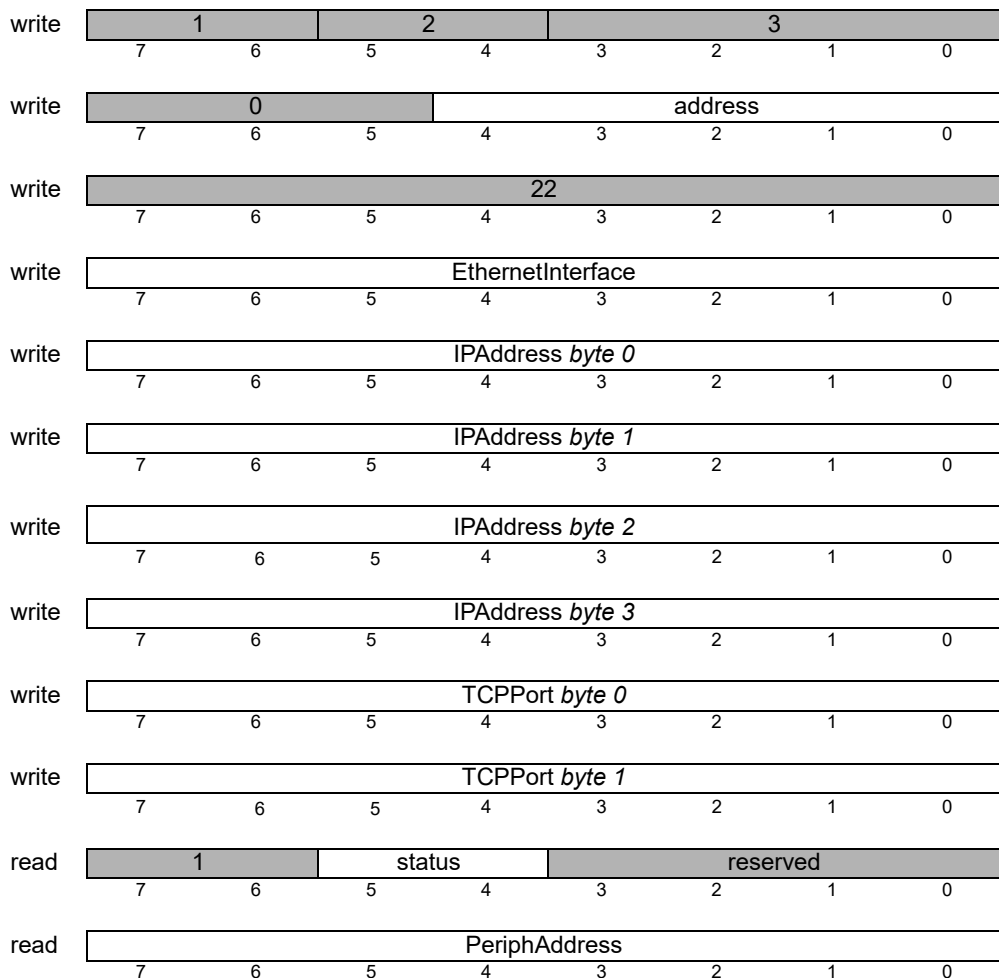 write 1 2 3
7 6 5 4 3 2 1 0
write 0 address
7 6 5 4 3 2 1 0
write 22
7 6 5 4 3 2 1 0
write EthernetInterface
7 6 5 4 3 2 1 0
write IPAddress byte 0
7 6 5 4 3 2 1 0
write IPAddress byte 1
7 6 5 4 3 2 1 0
write IPAddress byte 2
7 6 5 4 3 2 1 0
write IPAddress byte 3
7 6 5 4 3 2 1 0
write TCPPort byte 0
7 6 5 4 3 2 1 0
write TCPPort byte 1
7 6 5 4 3 2 1 0
read 1 status reserved
7 6 5 4 3 2 1 0
read PeriphAddress
7 6 5 4 3 2 1 0